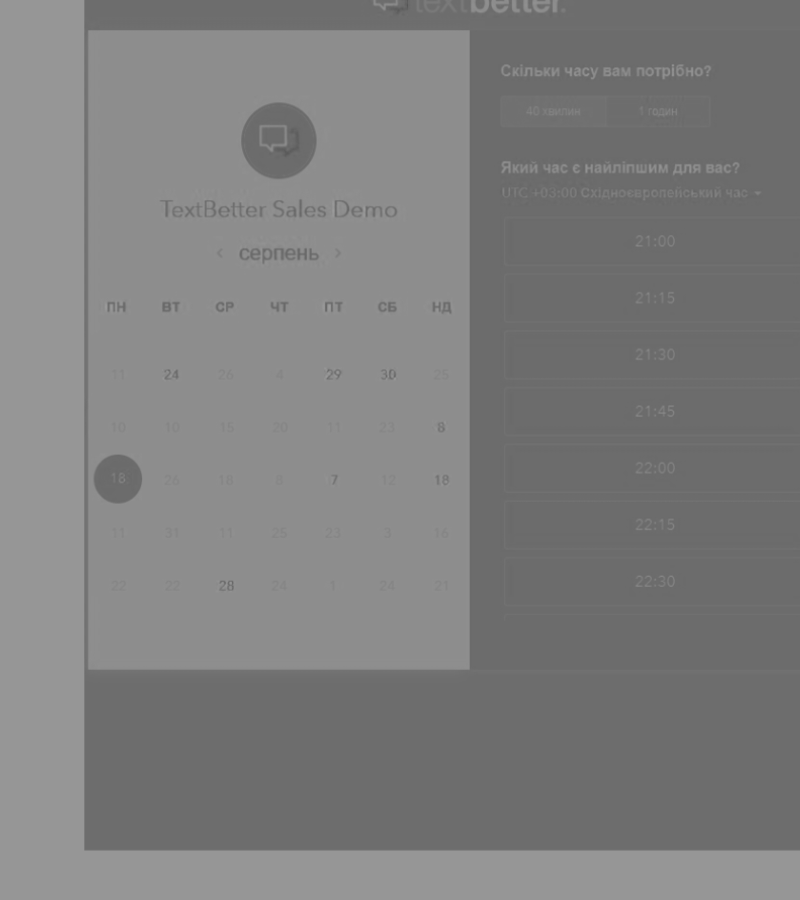 textbetter.
TextBetter Sales Demo
‹ серпень ›
ПН ВТ СР ЧТ ПТ СБ НД
11 24 26 4 29 30 25
10 10 15 20 11 23 8
18 26 16 8 7 12 18
11 31 11 25 23 3 16
22 22 28 24 1 24 21
Скільки часу вам потрібно?
40 хвилин 1 годин
Який час є найліпшим для вас?
UTC +03:00 Східноєвропейський час
21:00
21:15
21:30
21:45
22:00
22:15
22:30